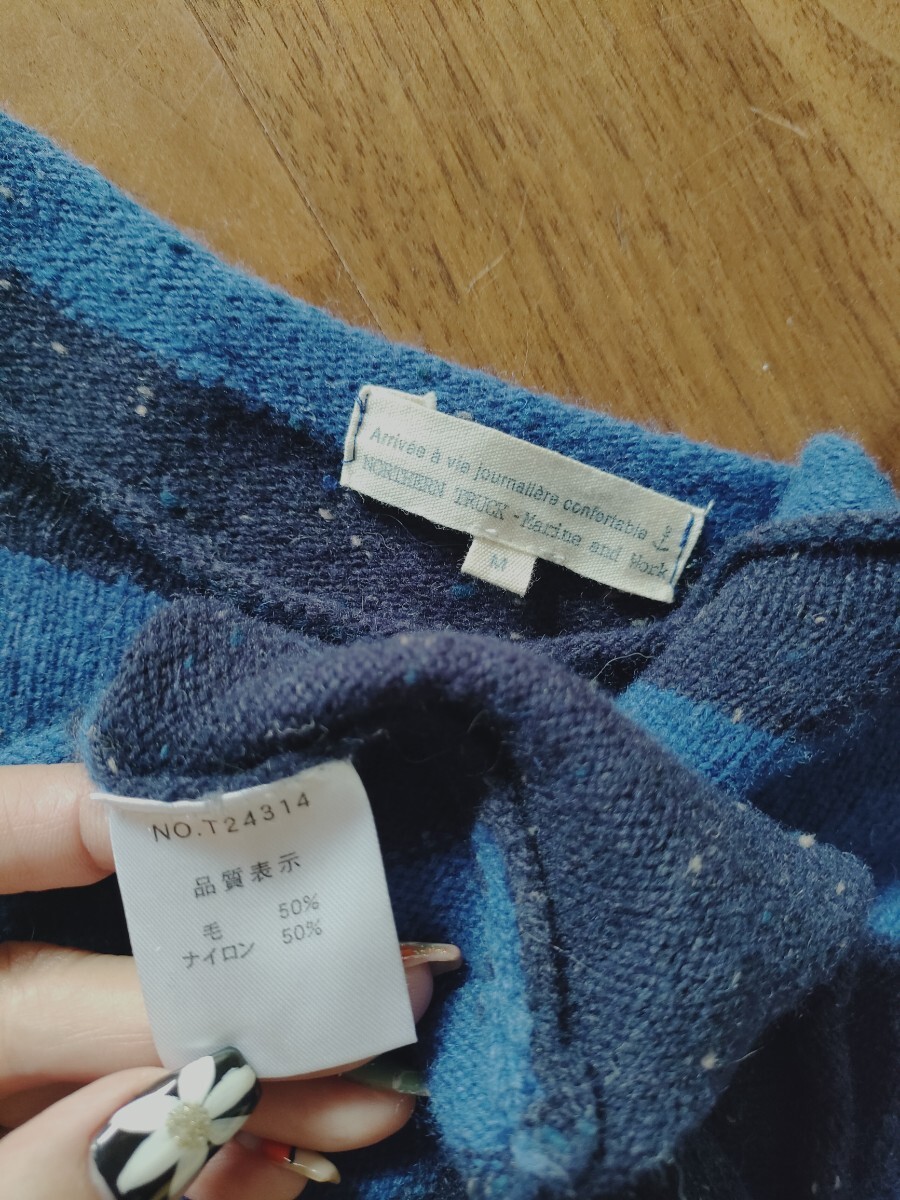 Arrivée à vie journalière confortable
NORTHERN TRUCK -Marine and Work
M
NO.T24314
品質表示
毛 50%
ナイロン 50%